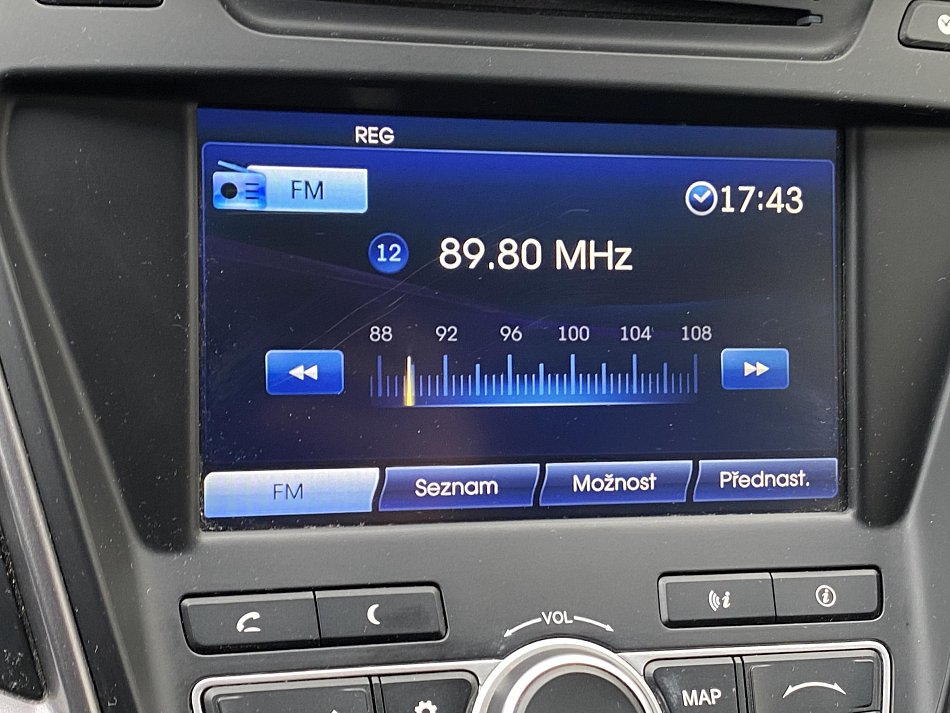 REG
FM
17:43
12 89.80 MHz
88 92 96 100 104 108
FM Seznam Možnost Přednast.
VOL
MAP